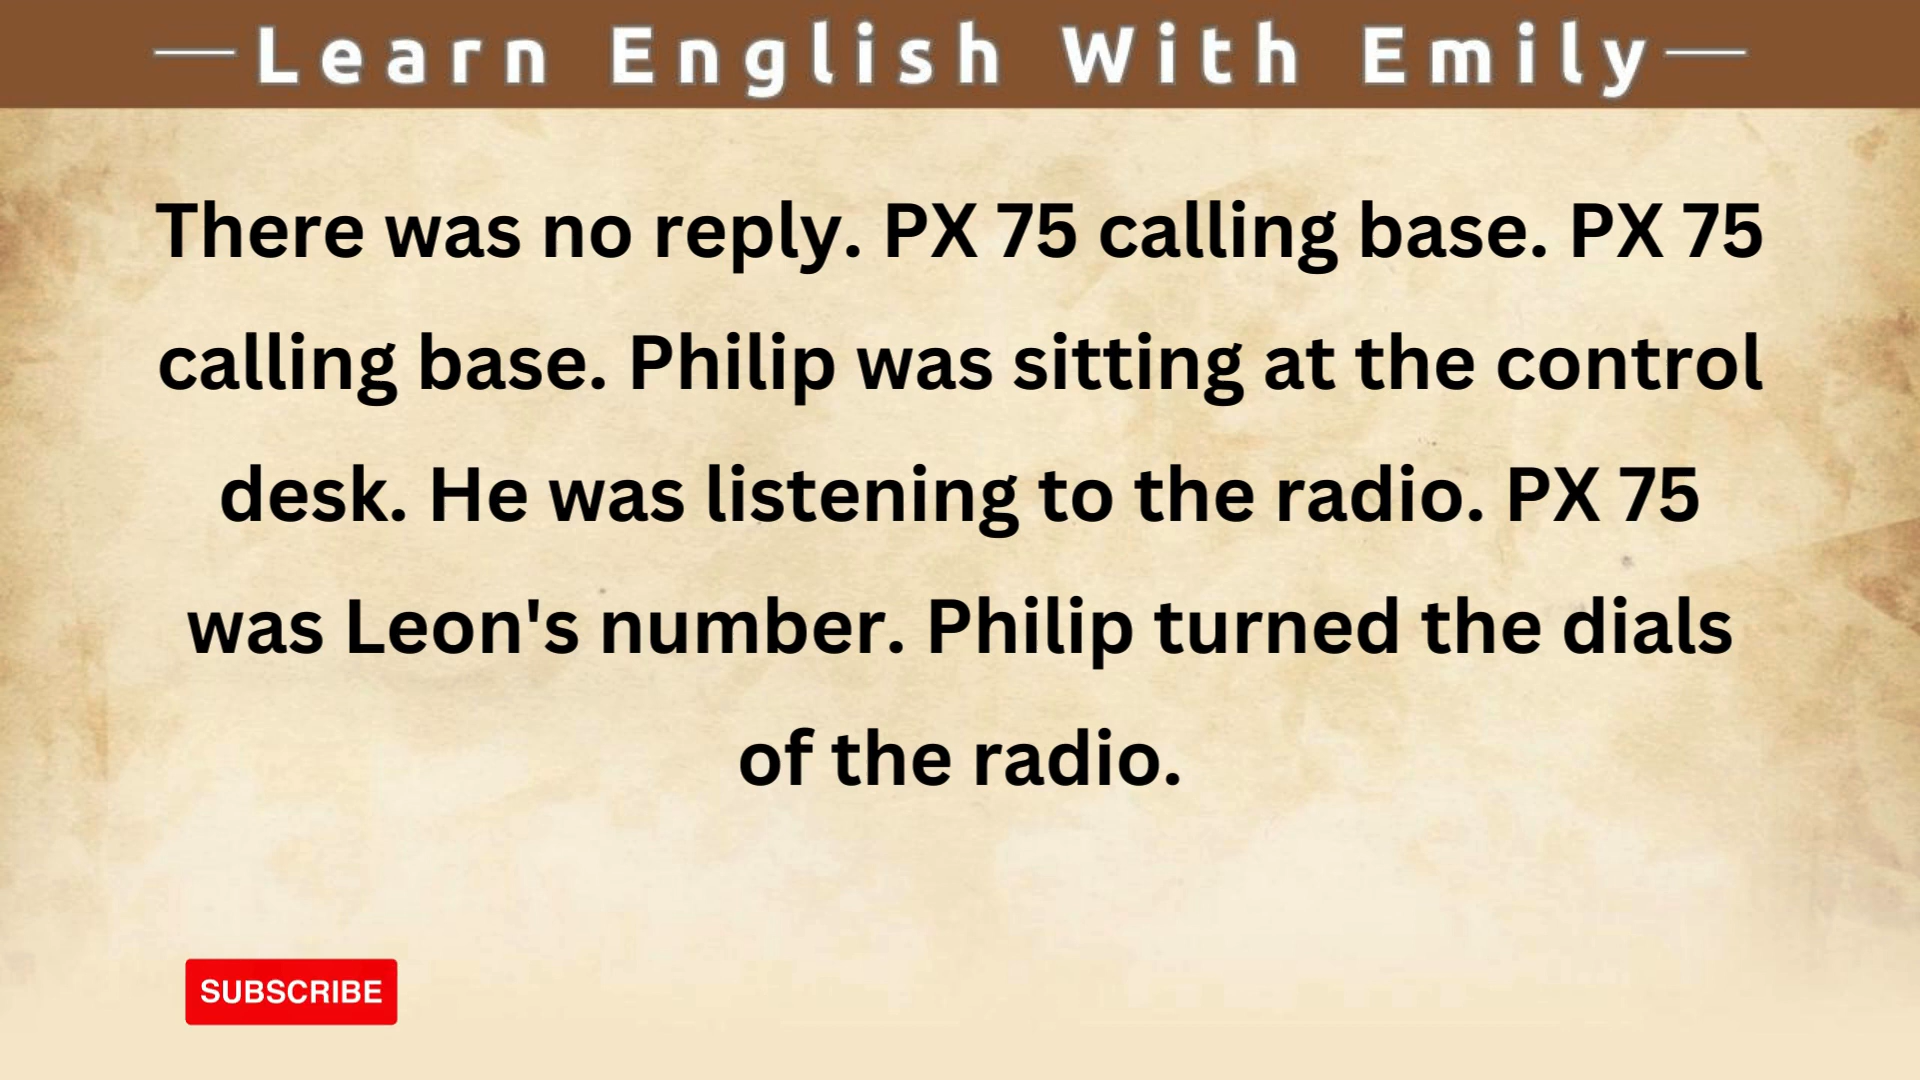 Learn English With Emily
There was no reply. PX 75 calling base. PX 75
calling base. Philip was sitting at the control
desk. He was listening to the radio. PX 75
was Leon's number. Philip turned the dials
of the radio.
SUBSCRIBE